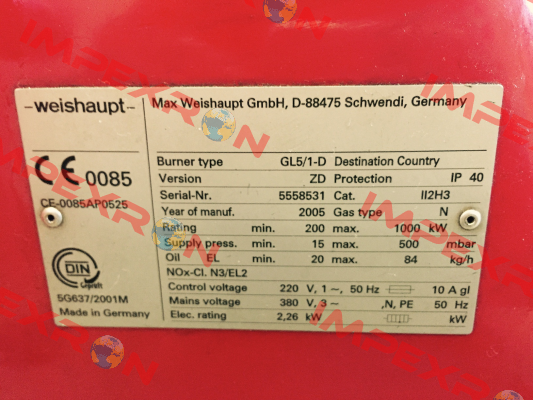 -weishaupt-
Max Weishaupt GmbH, D-88475 Schwendi, Germany
CE 0085
CE-0085AP0525
DIN
Geprüft
5G637/2001M
Made in Germany
Burner type GL5/1-D Destination Country
Version ZD Protection IP 40
Serial-Nr. 5558531 Cat. II2H3
Year of manuf. 2005 Gas type N
Rating min. 200 max. 1000 kW
Supply press. min. 15 max. 500 mbar
Oil EL min. 20 max. 84 kg/h
NOx-Cl. N3/EL2
Control voltage 220 V, 1~, 50 Hz 10 A gl
Mains voltage 380 V, 3~ ,N, PE 50 Hz
Elec. rating 2,26 kW kW
IMPEXRON
IMPEXRON
IMPEXRON
IMPEXRON